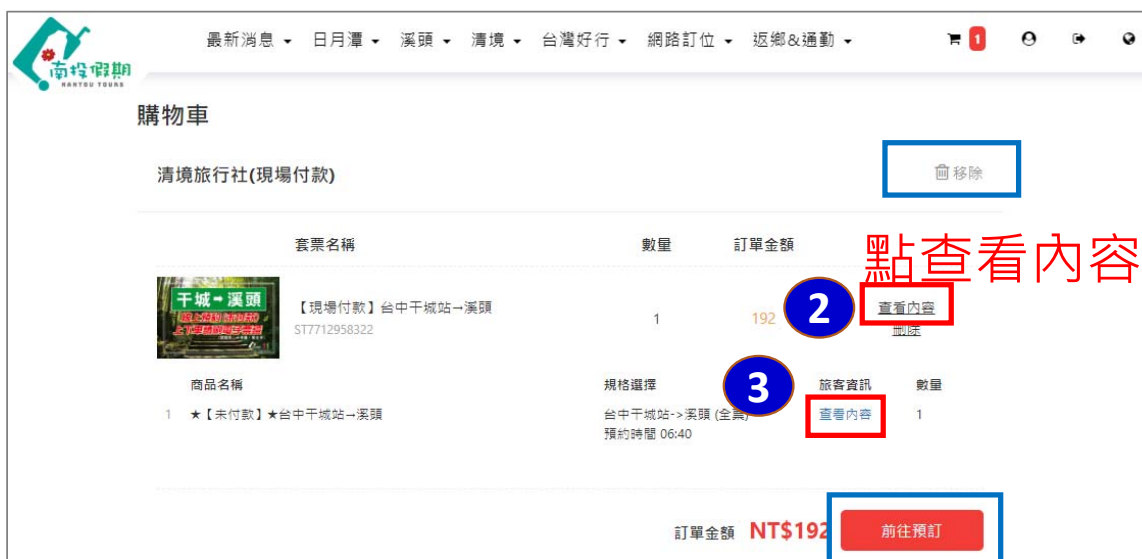 最新消息 日月潭 溪頭 清境 台灣好行 網路訂位 返鄉&通勤 1
南投假期
NANTOU TOURS
購物車
清境旅行社(現場付款) 移除
套票名稱 數量 訂單金額
點查看內容
干城➡溪頭
【現場付款】台中干城站→溪頭 1 192 2 查看內容
ST7712958322 刪除
3
商品名稱 規格選擇 旅客資訊 數量
1 ★【未付款】★台中干城站→溪頭 台中干城站->溪頭 (全票) 查看內容 1
預約時間 06:40
訂單金額 NT$192 前往預訂